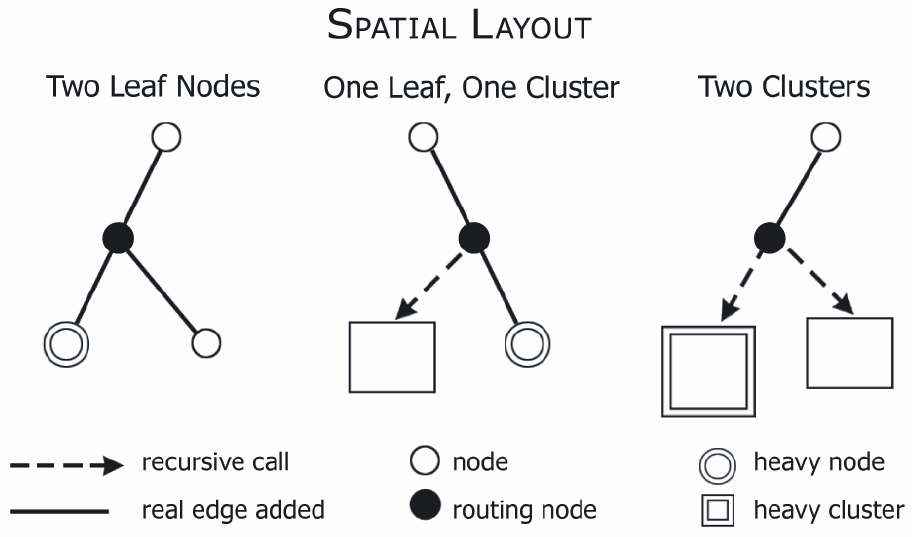 SPATIAL LAYOUT
Two Leaf Nodes
One Leaf, One Cluster
Two Clusters
recursive call
node
heavy node
real edge added
routing node
heavy cluster